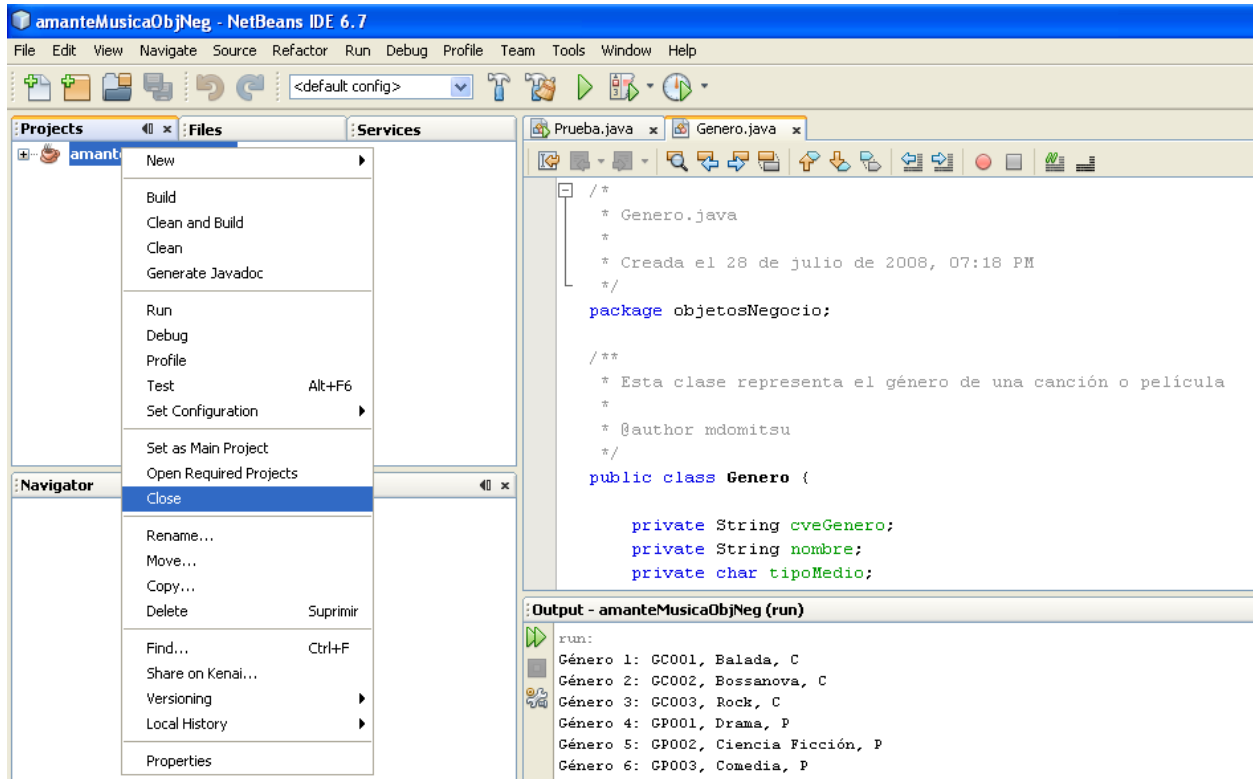 amanteMusicaObjNeg - NetBeans IDE 6.7
File Edit View Navigate Source Refactor Run Debug Profile Team Tools Window Help
<default config>
Projects Files Services
amant
New
Build
Clean and Build
Clean
Generate Javadoc
Run
Debug
Profile
Test Alt+F6
Set Configuration
Set as Main Project
Open Required Projects
Close
Rename...
Move...
Copy...
Delete Suprimir
Find... Ctrl+F
Share on Kenai...
Versioning
Local History
Properties
Navigator
Prueba.java Genero.java
/*
* Genero.java
*
* Creada el 28 de julio de 2008, 07:18 PM
*/
package objetosNegocio;
/**
* Esta clase representa el género de una canción o película
*
* @author mdomitsu
*/
public class Genero {
private String cveGenero;
private String nombre;
private char tipoMedio;
Output - amanteMusicaObjNeg (run)
run:
Género 1: GC001, Balada, C
Género 2: GC002, Bossanova, C
Género 3: GC003, Rock, C
Género 4: GP001, Drama, P
Género 5: GP002, Ciencia Ficción, P
Género 6: GP003, Comedia, P